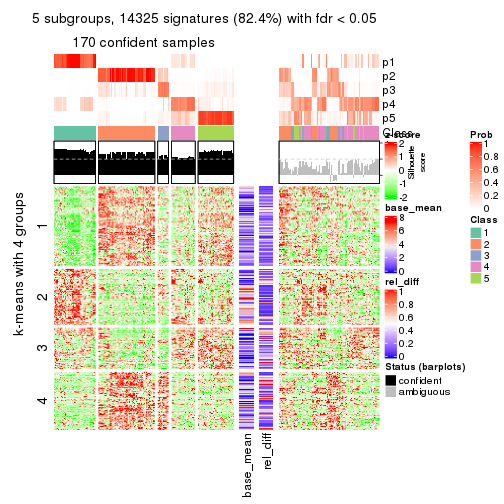 5 subgroups, 14325 signatures (82.4%) with fdr < 0.05
170 confident samples
p1
p2
p3
p4
p5
Class
z-score
2
1
0
-1
-2
Silhouette
score
Prob
1
0.8
0.6
0.4
0.2
0
k-means with 4 groups
1
2
3
4
base_mean
8
6
4
2
0
Class
1
2
3
4
5
rel_diff
1
0.8
0.6
0.4
0.2
0
Status (barplots)
confident
ambiguous
base_mean
rel_diff